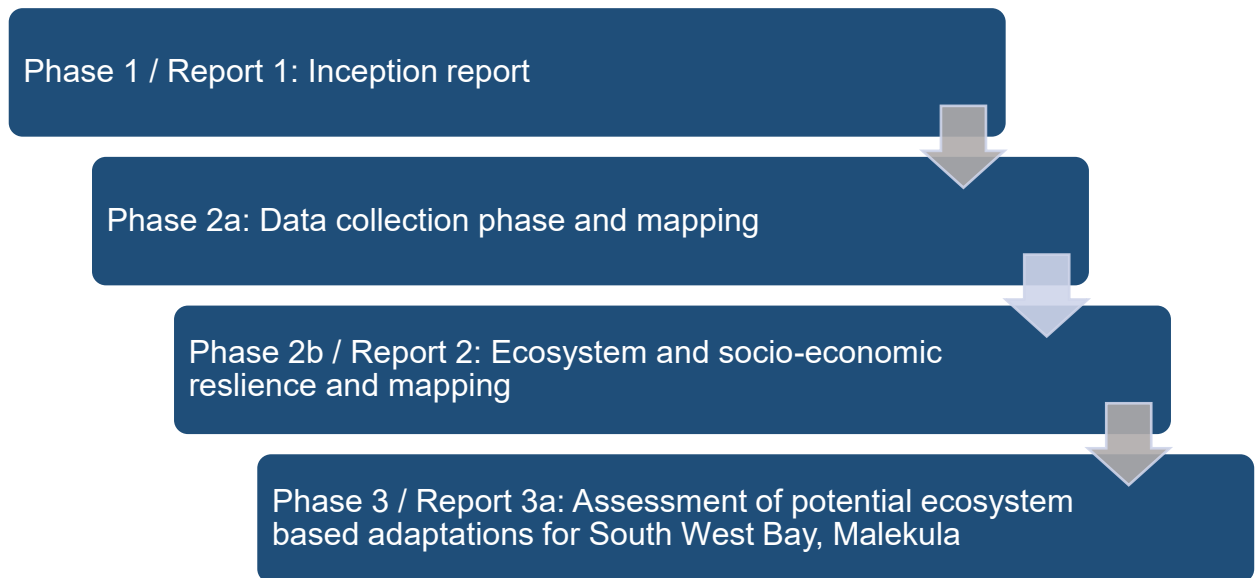 Phase 1 / Report 1: Inception report
Phase 2a: Data collection phase and mapping
Phase 2b / Report 2: Ecosystem and socio-economic
reslience and mapping
Phase 3 / Report 3a: Assessment of potential ecosystem
based adaptations for South West Bay, Malekula